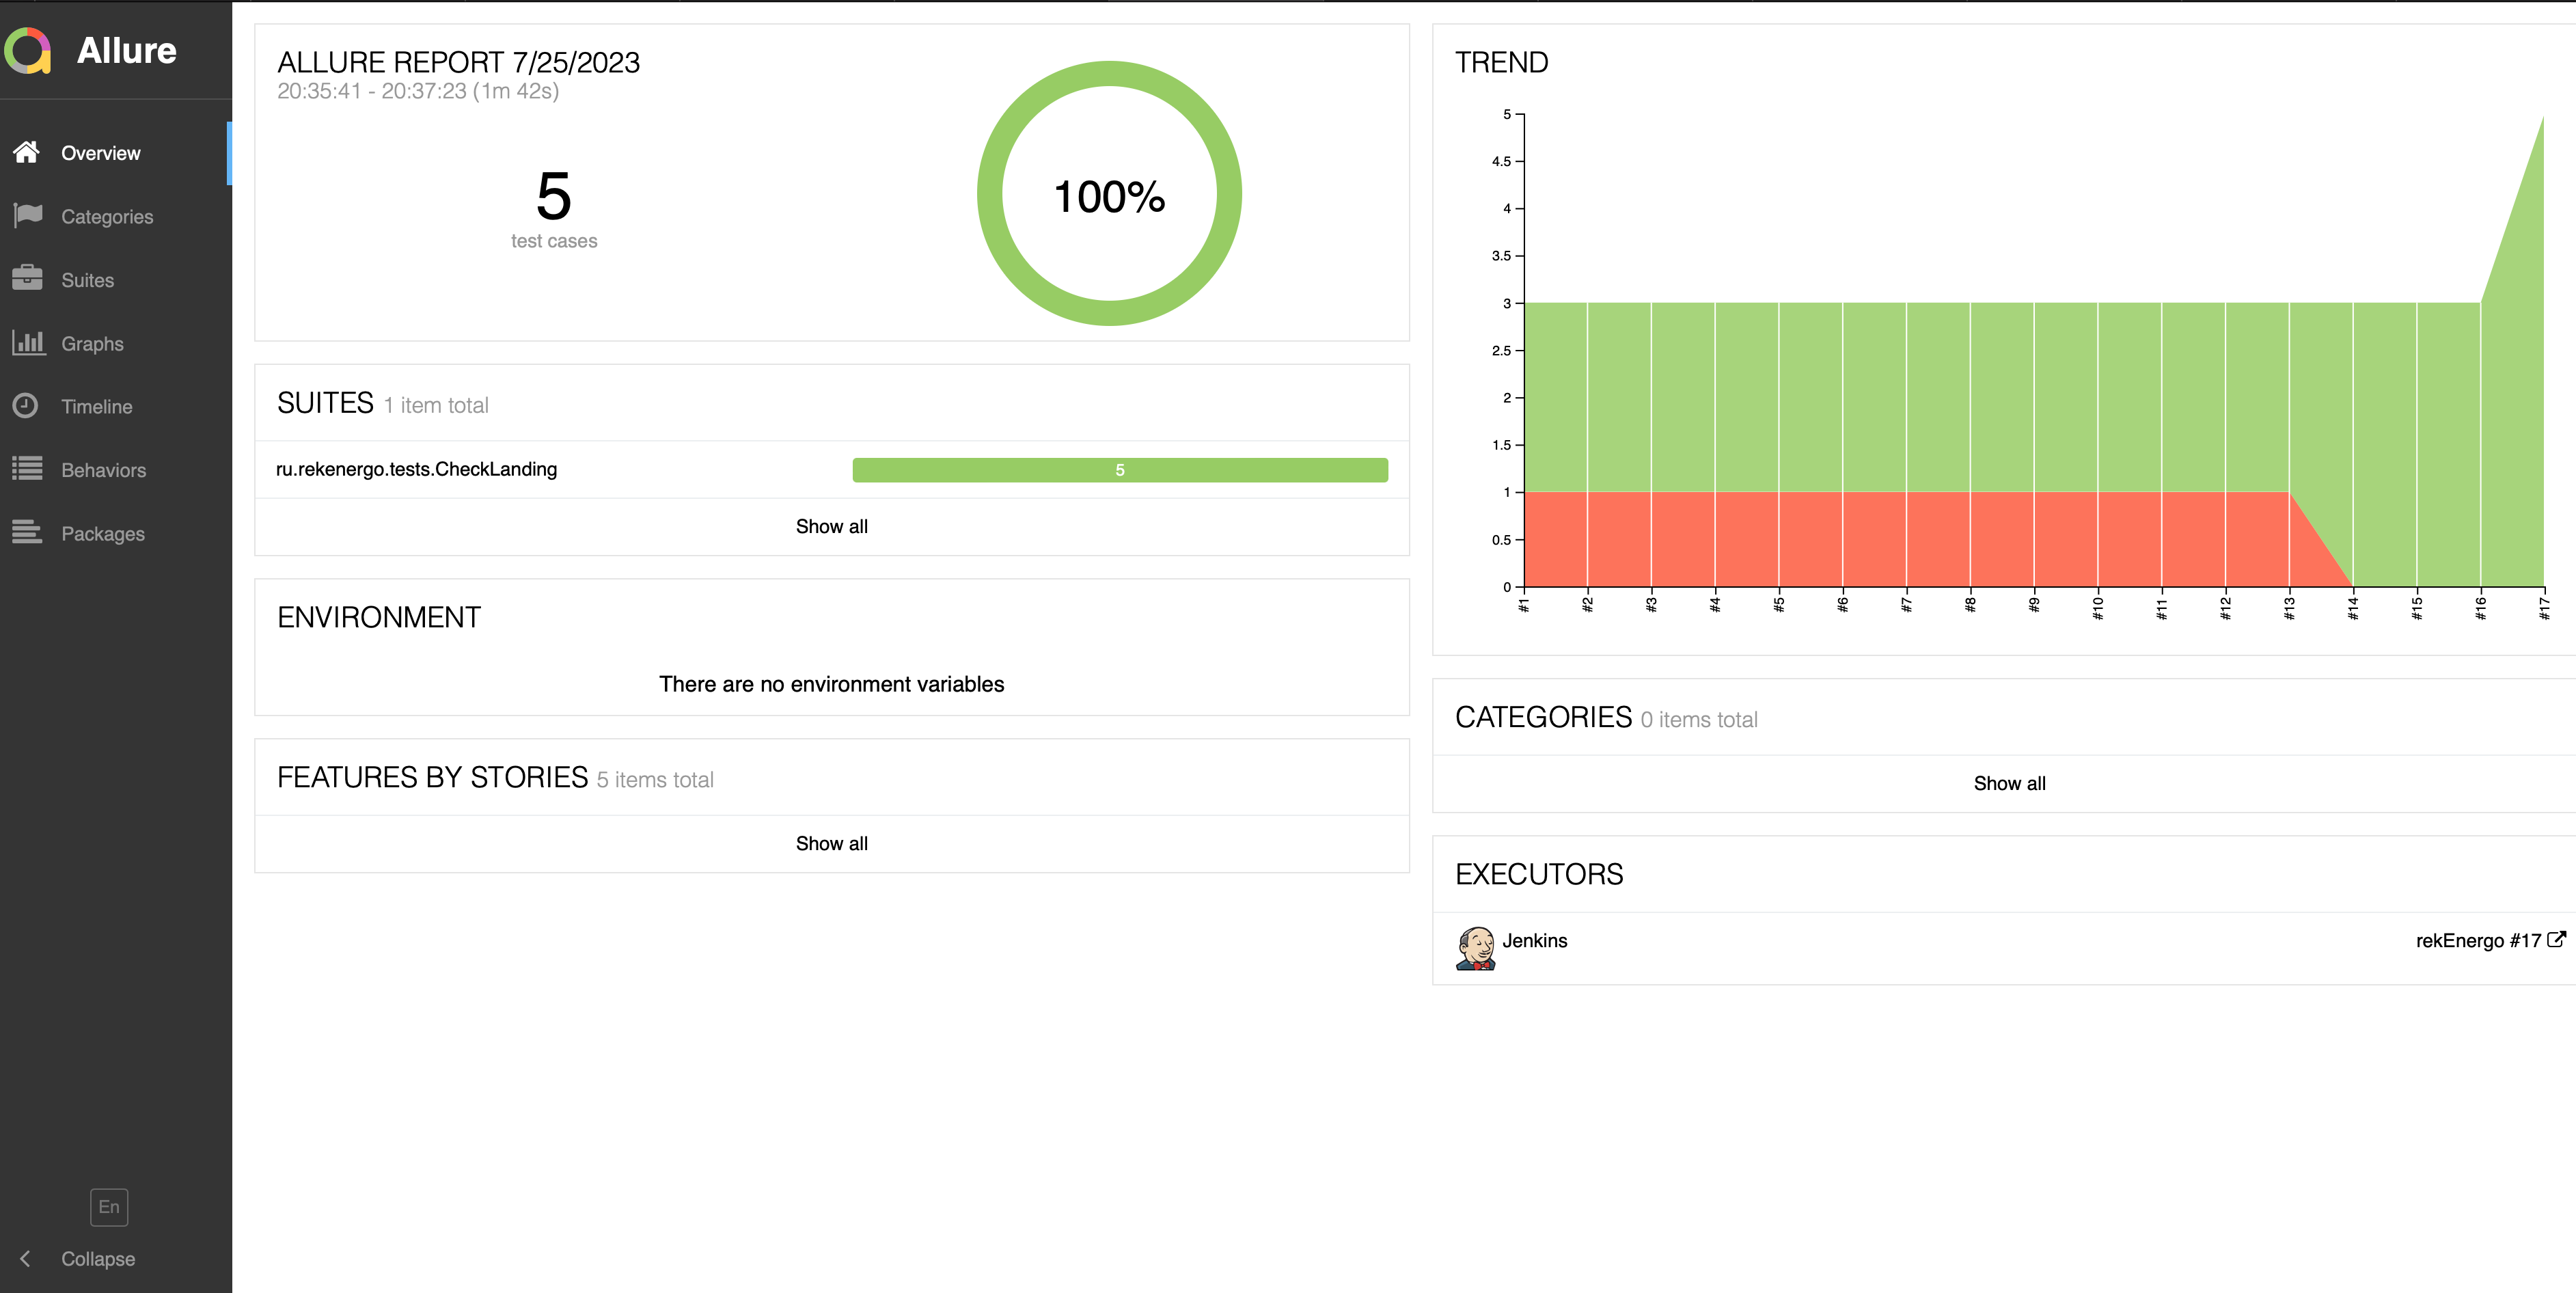 Allure
Overview
Categories
Suites
Graphs
Timeline
Behaviors
Packages
En
Collapse
ALLURE REPORT 7/25/2023
20:35:41 - 20:37:23 (1m 42s)
5
test cases
100%
SUITES 1 item total
ru.rekenergo.tests.CheckLanding 5
Show all
ENVIRONMENT
There are no environment variables
FEATURES BY STORIES 5 items total
Show all
TREND
5
4.5
4
3.5
3
2.5
2
1.5
1
0.5
0
#1
#2
#3
#4
#5
#6
#7
#8
#9
#10
#11
#12
#13
#14
#15
#16
#17
CATEGORIES 0 items total
Show all
EXECUTORS
Jenkins rekEnergo #17